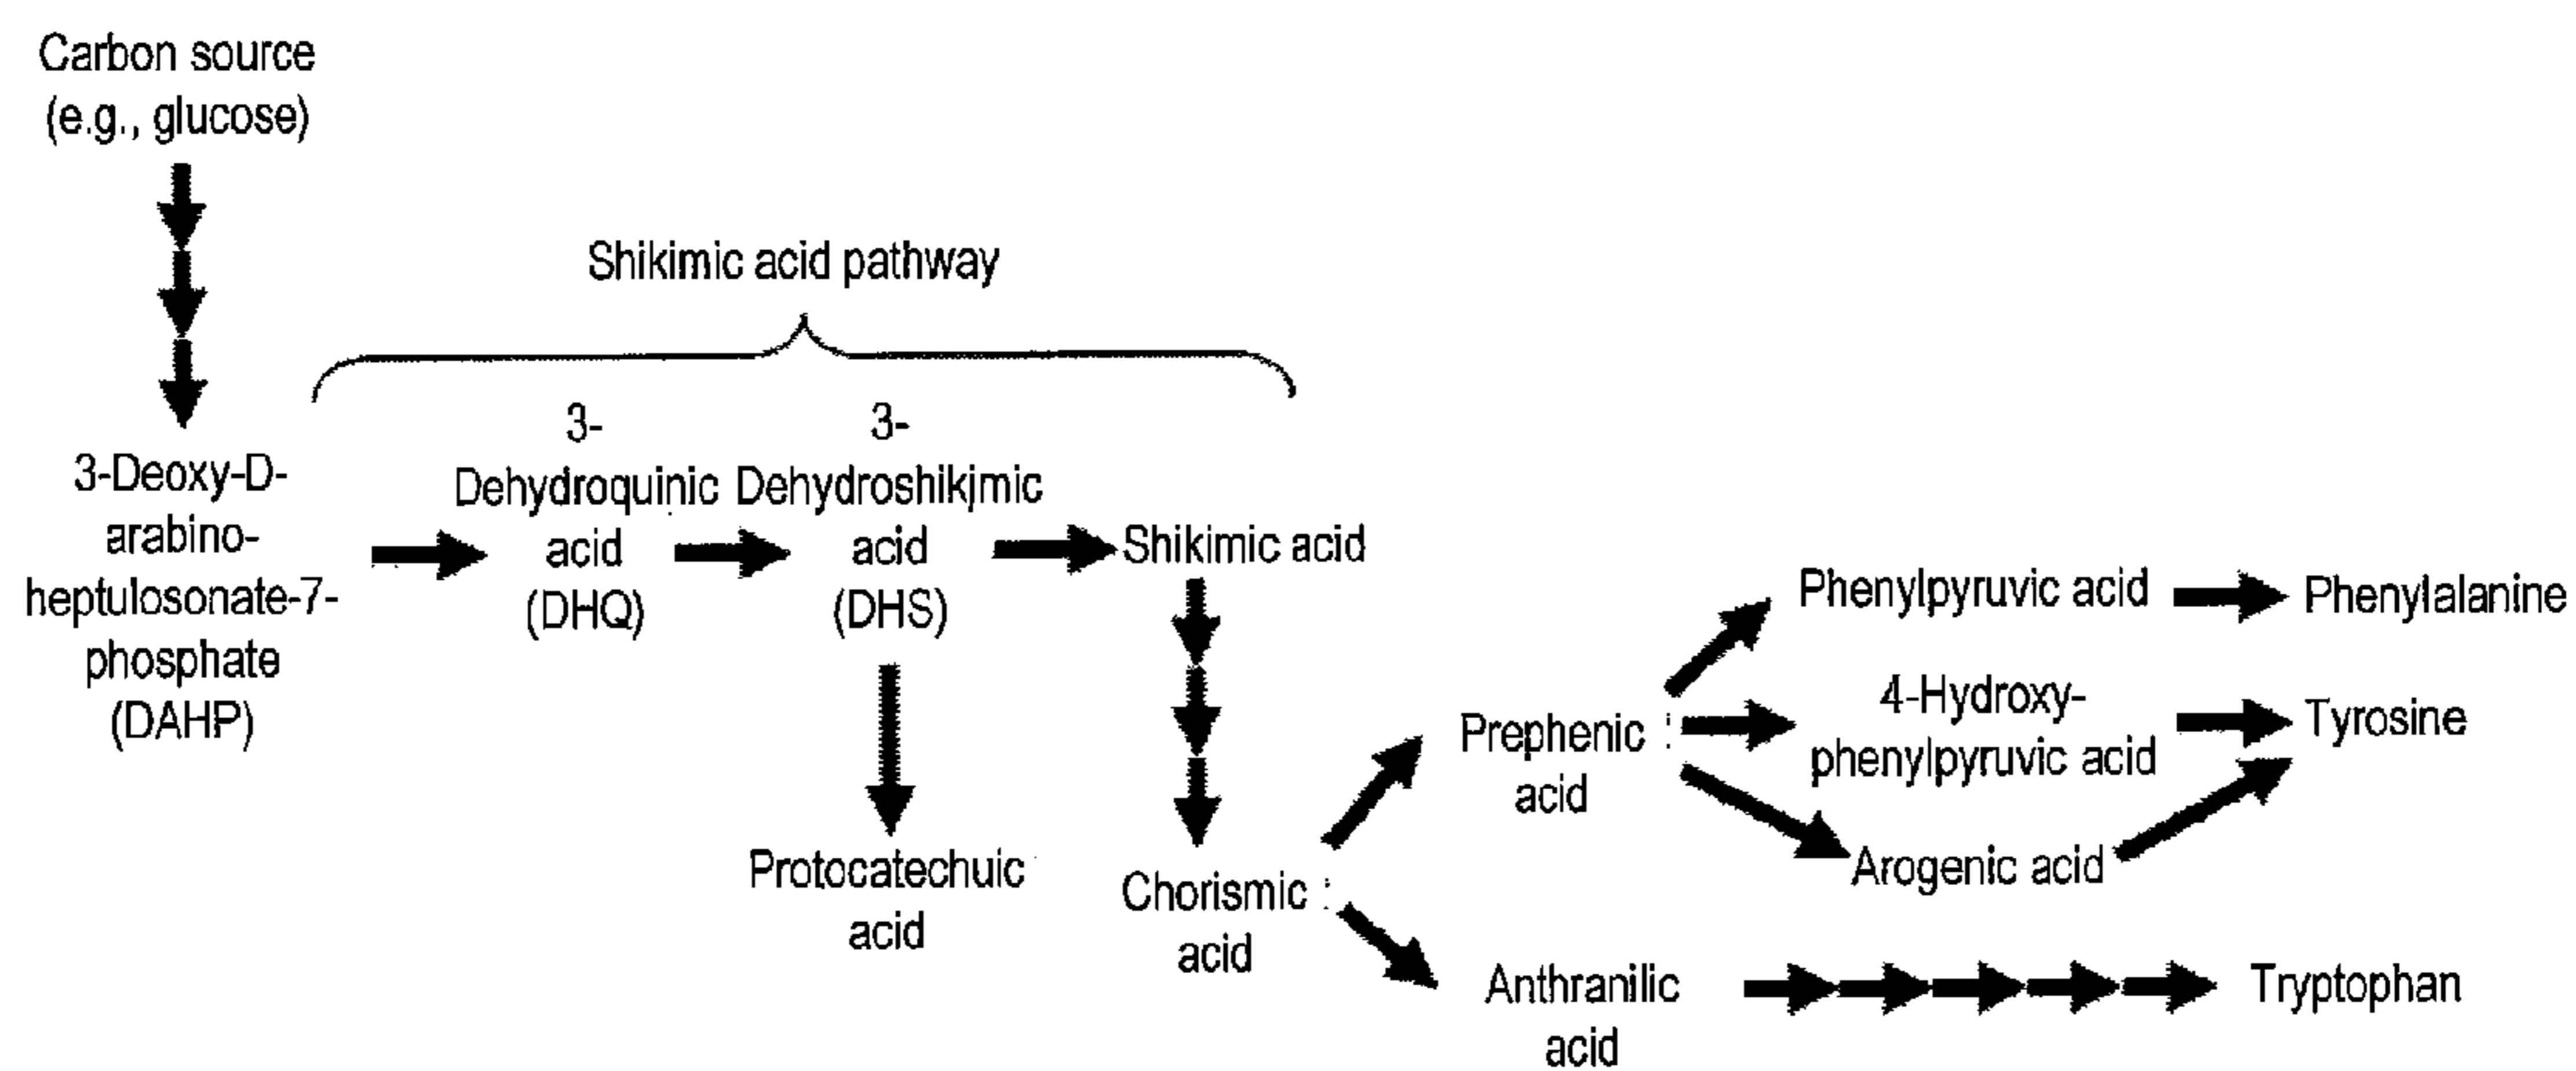 Carbon source
(e.g., glucose)
Shikimic acid pathway
3-Deoxy-D-
arabino-
heptulosonate-7-
phosphate
(DAHP)
3-
Dehydroquinic
acid
(DHQ)
3-
Dehydroshikjmic
acid
(DHS)
Shikimic acid
Protocatechuic
acid
Chorismic
acid
Prephenic
acid
Anthranilic
acid
Phenylpyruvic acid
4-Hydroxy-
phenylpyruvic acid
Arogenic acid
Phenylalanine
Tyrosine
Tryptophan